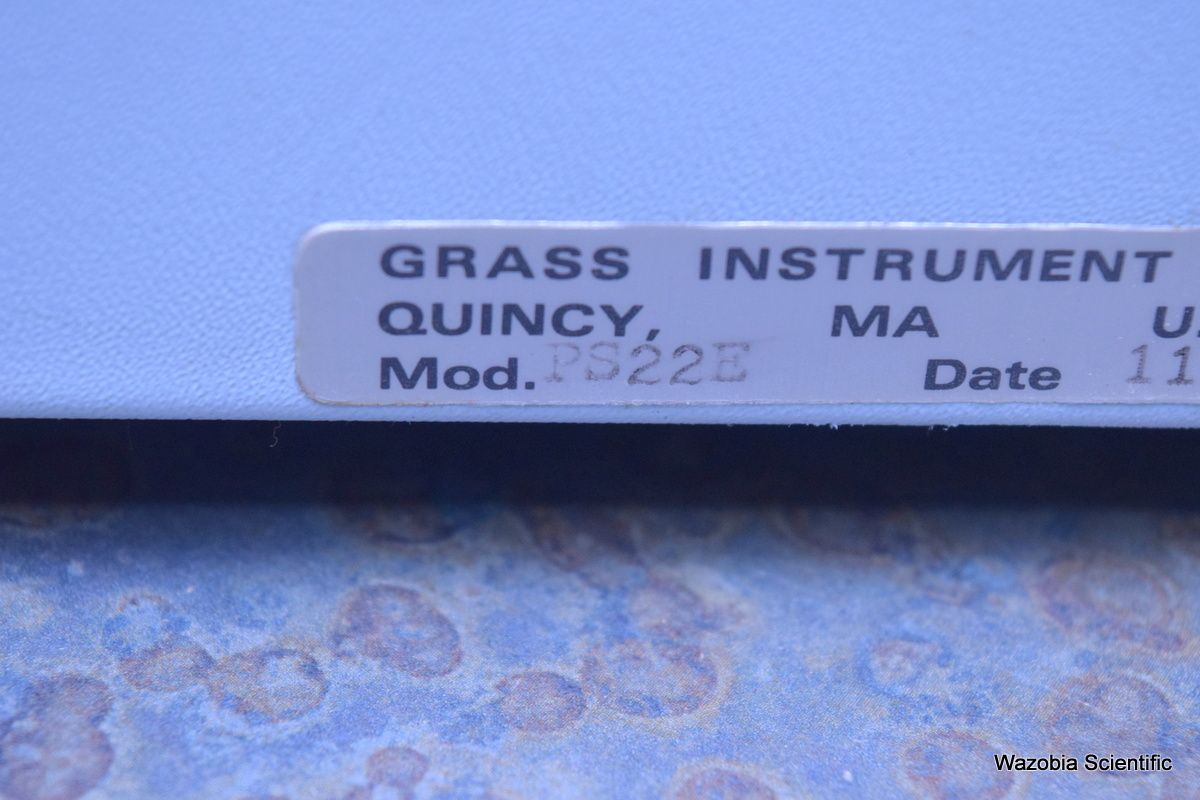 GRASS INSTRUMENT
QUINCY, MA U.
Mod. PS22E Date 11
Wazobia Scientific